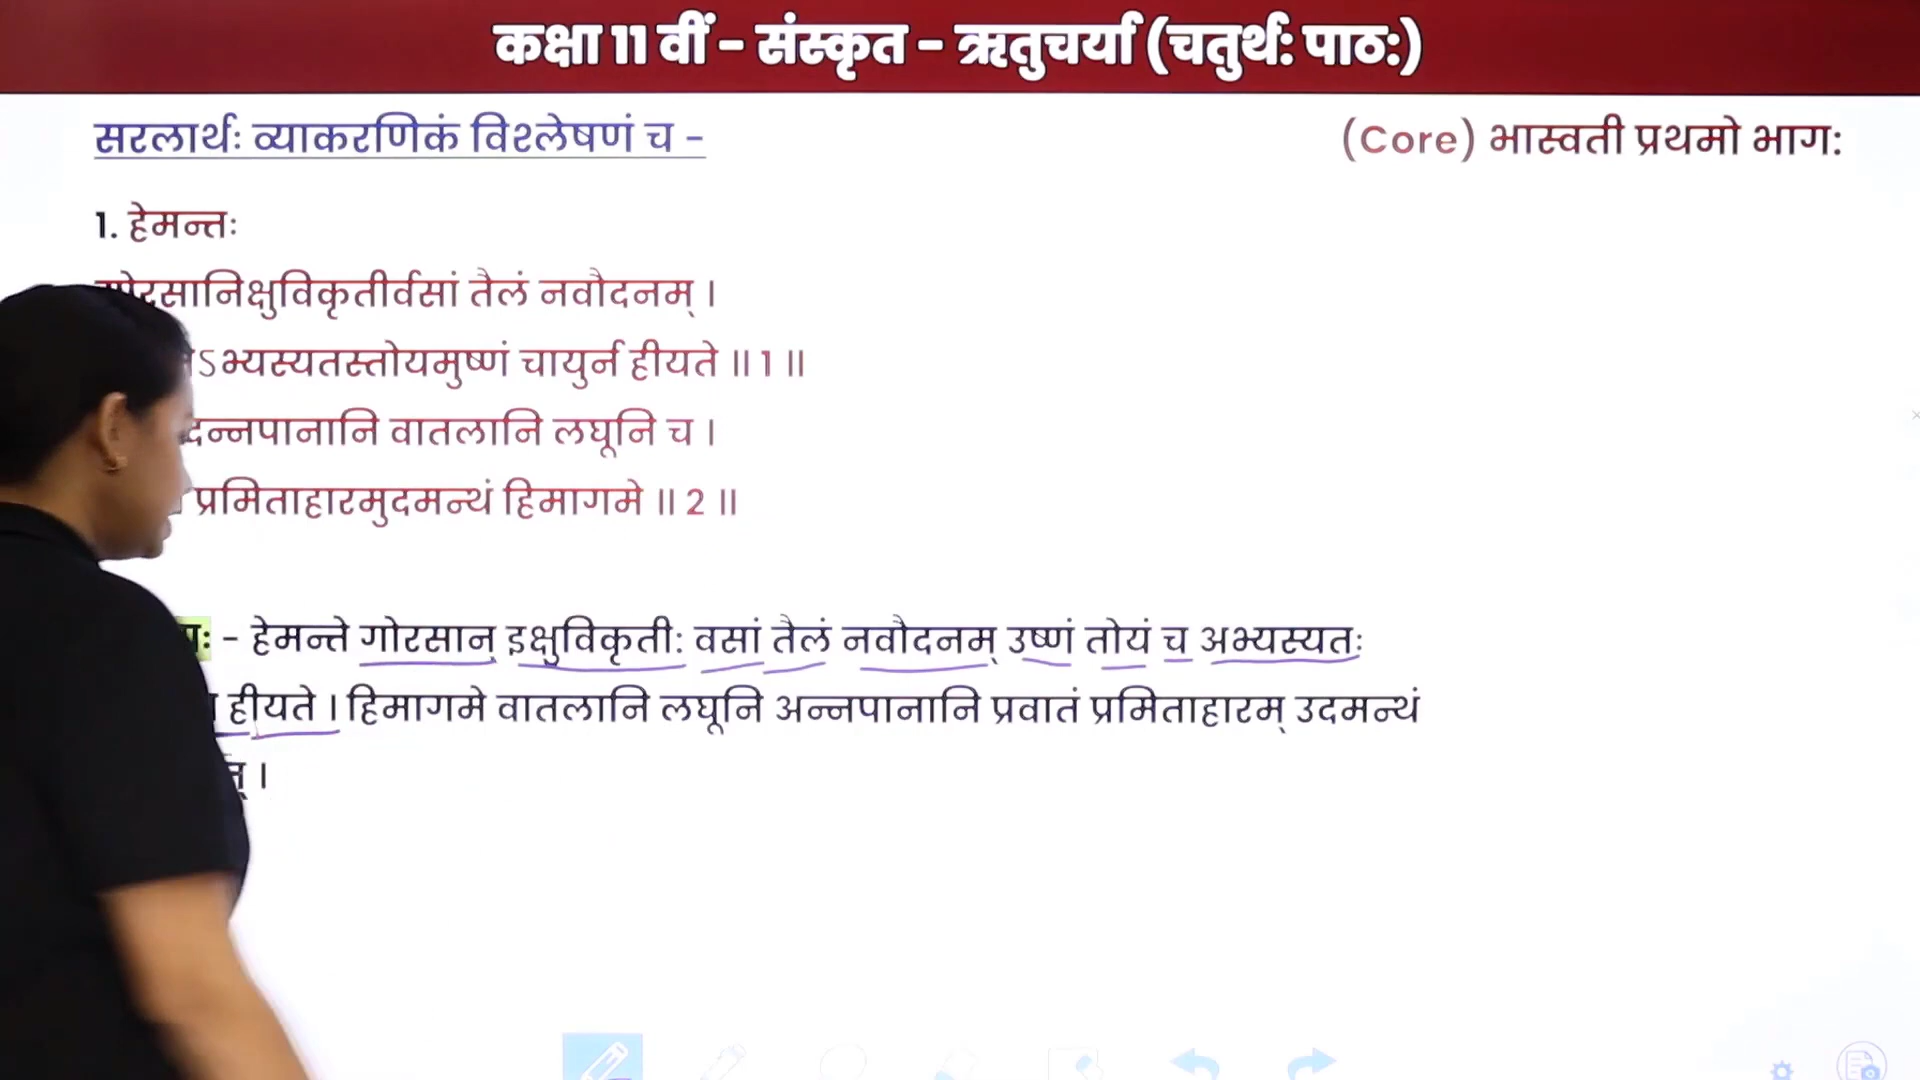 कक्षा 11 वीं - संस्कृत - ऋतुचर्या (चतुर्थ: पाठ:)
सरलार्थः व्याकरणिकं विश्लेषणं च -
(Core) भास्वती प्रथमो भाग:
1. हेमन्तः
गोरसानिक्षुविकृतीर्वसां तैलं नवौदनम् ।
ऽभ्यस्यतस्तोयमुष्णं चायुर्न हीयते ॥ 1 ॥
दन्नपानानि वातलानि लघूनि च ।
प्रमिताहारमुदमन्थं हिमागमे ॥ 2 ॥
- हेमन्ते गोरसान् इक्षुविकृती: वसां तैलं नवौदनम् उष्णं तोयं च अभ्यस्यतः
हीयते । हिमागमे वातलानि लघूनि अन्नपानानि प्रवातं प्रमिताहारम् उदमन्थं
।